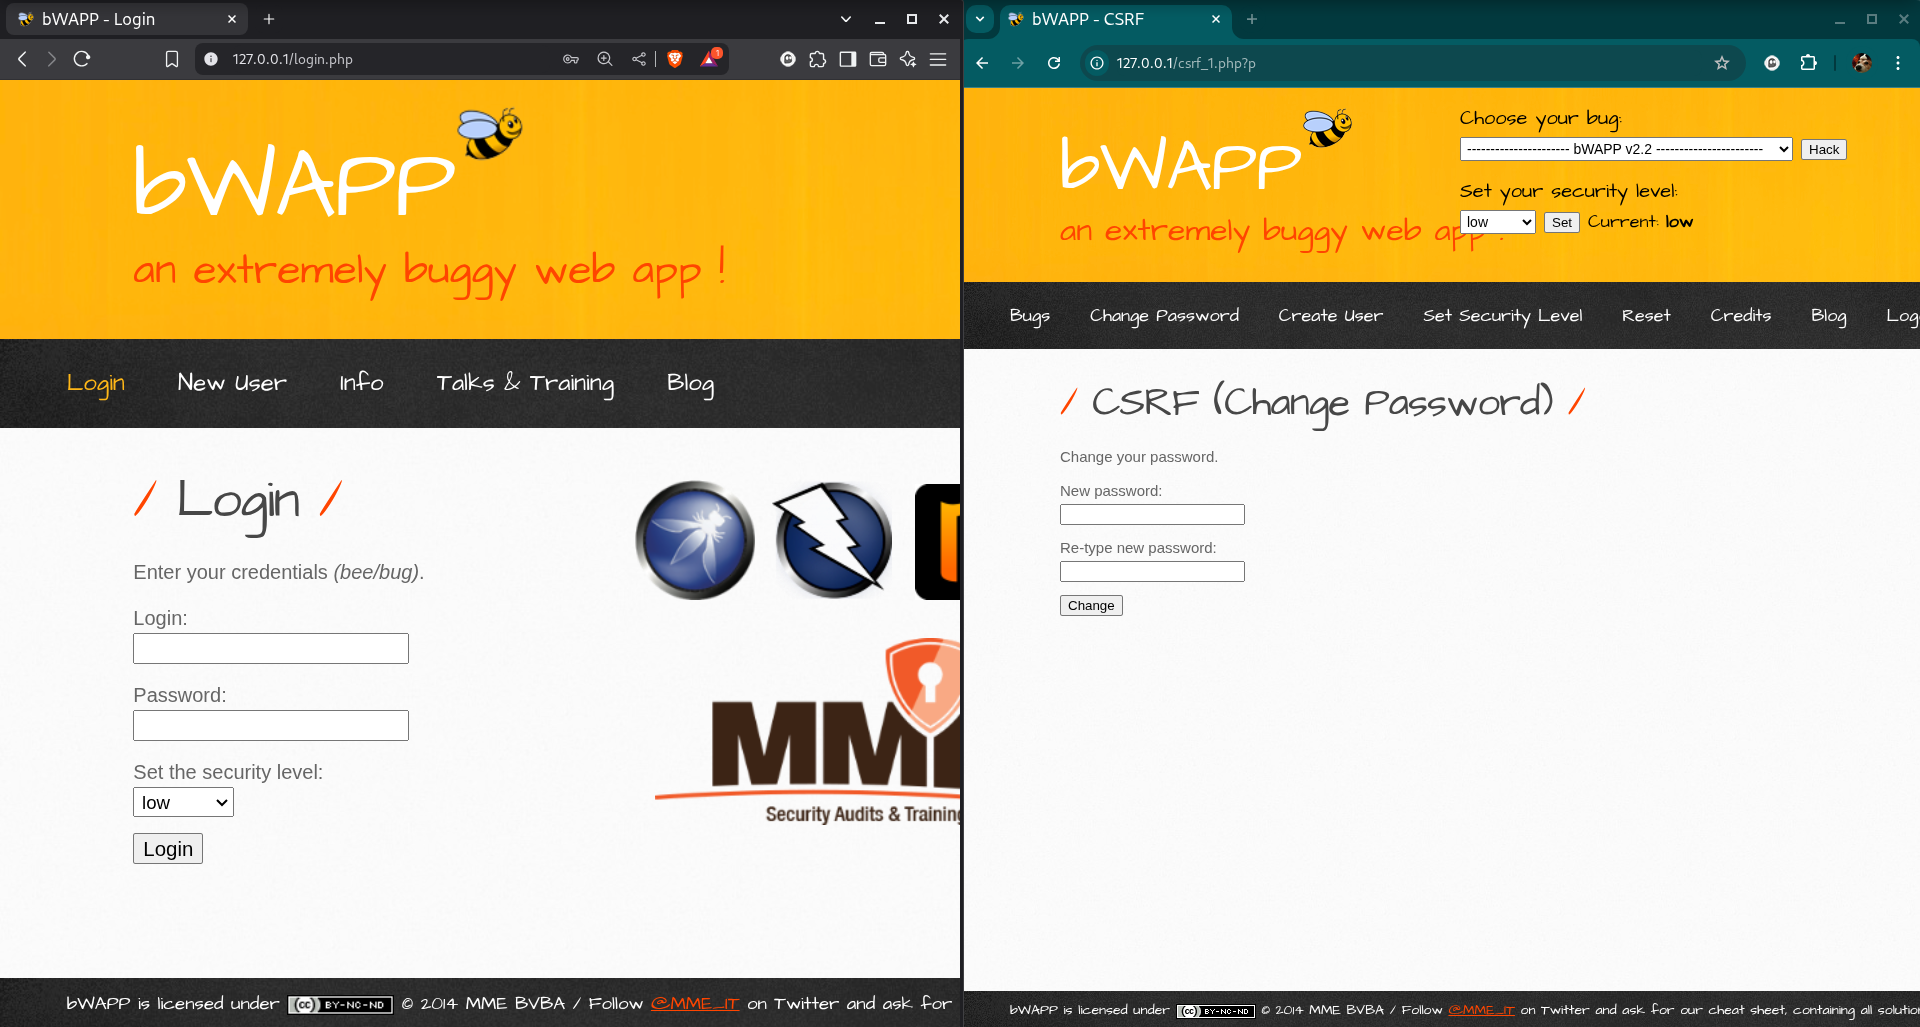 bWAPP - Login
127.0.0.1/login.php
1
bWAPP
an extremely buggy web app !
Login New User Info Talks & Training Blog
/ Login /
Enter your credentials (bee/bug).
Login:
Password:
Set the security level:
low
Login
MM
Security Audits & Training
bWAPP is licensed under BY-NC-ND © 2014 MME BVBA / Follow @MME_IT on Twitter and ask for
bWAPP - CSRF
127.0.0.1/csrf_1.php?p
bWAPP
an extremely buggy web app !
Choose your bug:
---------------------- bWAPP v2.2 ----------------------- Hack
Set your security level:
low Set Current: low
Bugs Change Password Create User Set Security Level Reset Credits Blog Log
/ CSRF (Change Password) /
Change your password.
New password:
Re-type new password:
Change
bWAPP is licensed under BY-NC-ND © 2014 MME BVBA / Follow @MME_IT on Twitter and ask for our cheat sheet, containing all solution